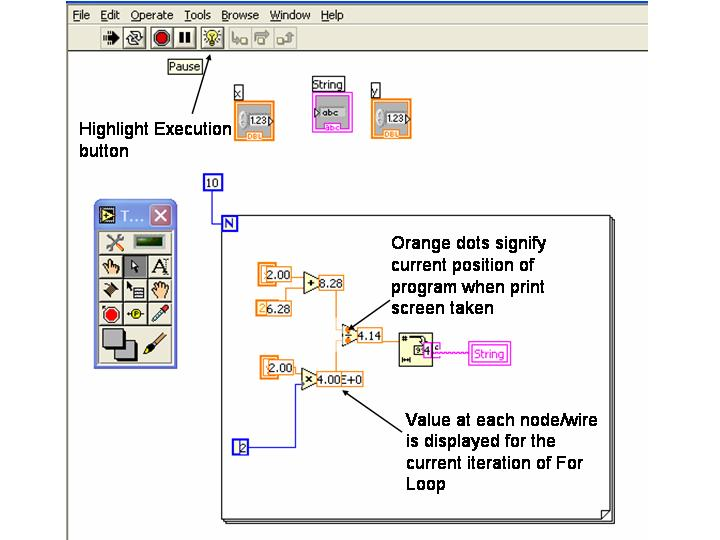 File Edit Operate Tools Browse Window Help
Pause
x
String
y
1.23
abc
1.23
DBL
abc
DBL
Highlight Execution
button
10
N
T...
A
Orange dots signify
current position of
program when print
screen taken
2.00
+
8.28
6.28
÷
4.14
String
2.00
x
4.00E+0
2
Value at each node/wire
is displayed for the
current iteration of For
Loop